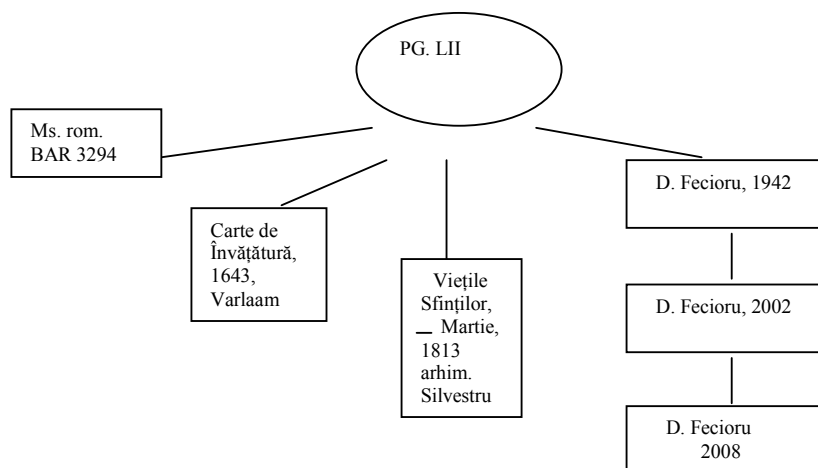 PG. LII
Ms. rom.
BAR 3294
Carte de
Învățătură,
1643,
Varlaam
Viețile
Sfinților,
_ Martie,
1813
arhim.
Silvestru
D. Fecioru, 1942
D. Fecioru, 2002
D. Fecioru
2008